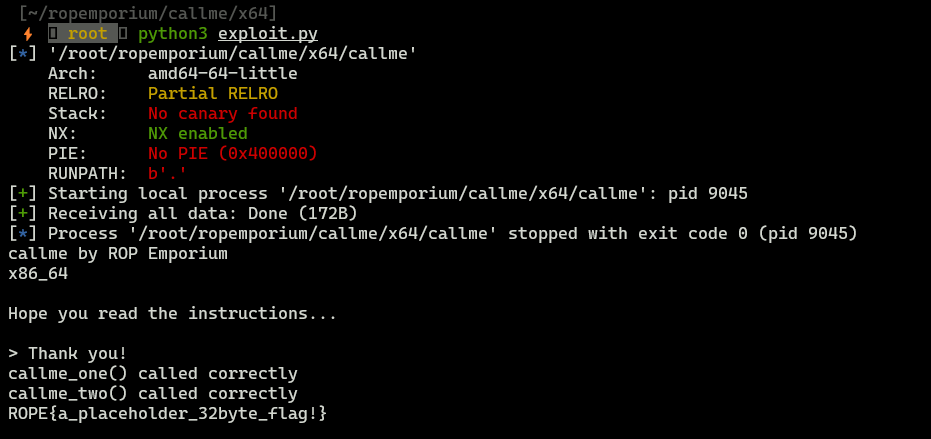 [~/ropemporium/callme/x64]
root python3 exploit.py
[*] '/root/ropemporium/callme/x64/callme'
    Arch:     amd64-64-little
    RELRO:    Partial RELRO
    Stack:    No canary found
    NX:       NX enabled
    PIE:      No PIE (0x400000)
    RUNPATH:  b'.'
[+] Starting local process '/root/ropemporium/callme/x64/callme': pid 9045
[+] Receiving all data: Done (172B)
[*] Process '/root/ropemporium/callme/x64/callme' stopped with exit code 0 (pid 9045)
callme by ROP Emporium
x86_64
Hope you read the instructions...
> Thank you!
callme_one() called correctly
callme_two() called correctly
ROPE{a_placeholder_32byte_flag!}